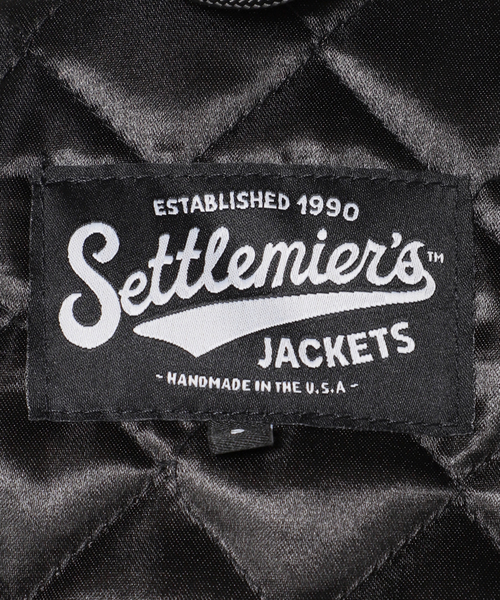 ESTABLISHED 1990
Settlemier's™
JACKETS
- HANDMADE IN THE U.S.A -